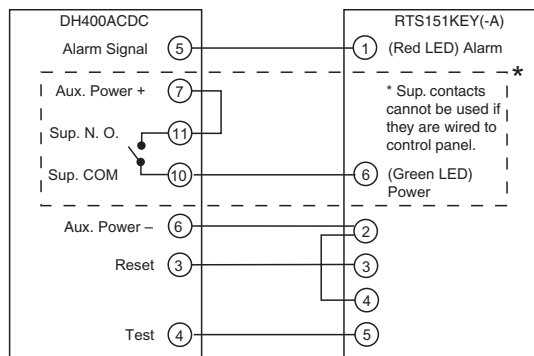 DH400ACDC RTS151KEY(-A)
Alarm Signal 5 1 (Red LED) Alarm
*
Aux. Power + 7
* Sup. contacts
cannot be used if
they are wired to
control panel.
Sup. N. O. 11
Sup. COM 10 6 (Green LED)
Power
Aux. Power – 6 2
Reset 3 3
4
Test 4 5